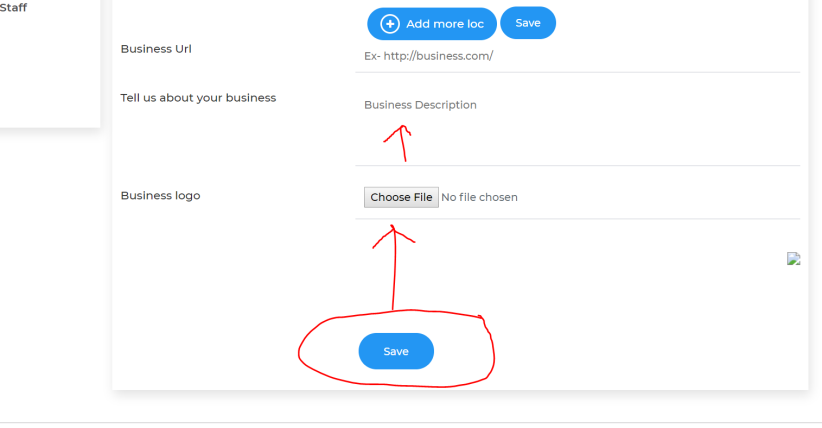 Staff
Add more loc Save
Business Url
Ex- http://business.com/
Tell us about your business
Business Description
Business logo
Choose File No file chosen
Save